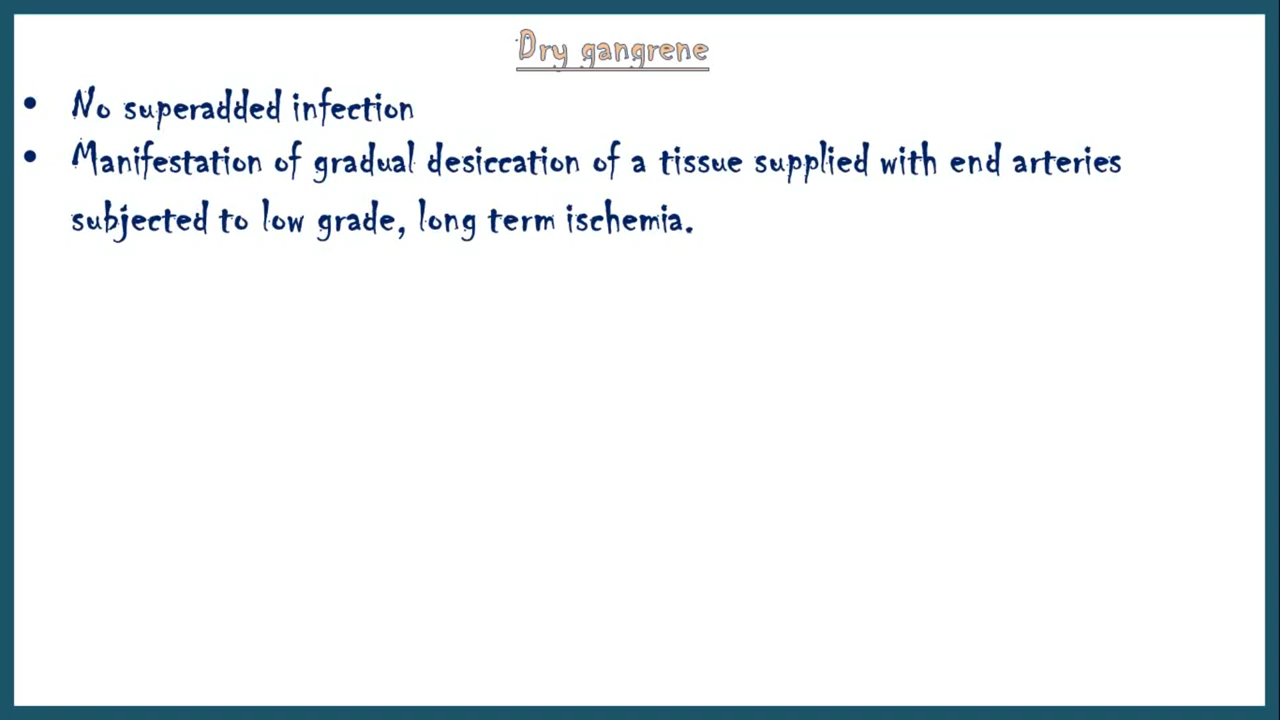 Dry gangrene
• No superadded infection
• Manifestation of gradual desiccation of a tissue supplied with end arteries
subjected to low grade, long term ischemia.